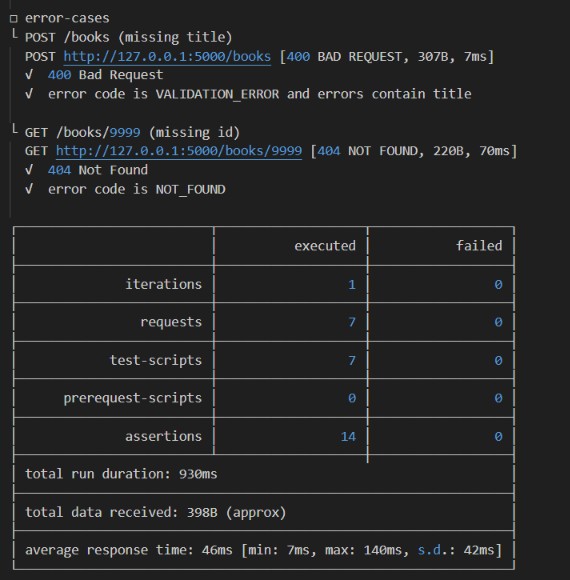 □ error-cases
└ POST /books (missing title)
POST http://127.0.0.1:5000/books [400 BAD REQUEST, 307B, 7ms]
√ 400 Bad Request
√ error code is VALIDATION_ERROR and errors contain title
└ GET /books/9999 (missing id)
GET http://127.0.0.1:5000/books/9999 [404 NOT FOUND, 220B, 70ms]
√ 404 Not Found
√ error code is NOT_FOUND
executed failed
iterations 1 0
requests 7 0
test-scripts 7 0
prerequest-scripts 0 0
assertions 14 0
total run duration: 930ms
total data received: 398B (approx)
average response time: 46ms [min: 7ms, max: 140ms, s.d.: 42ms]